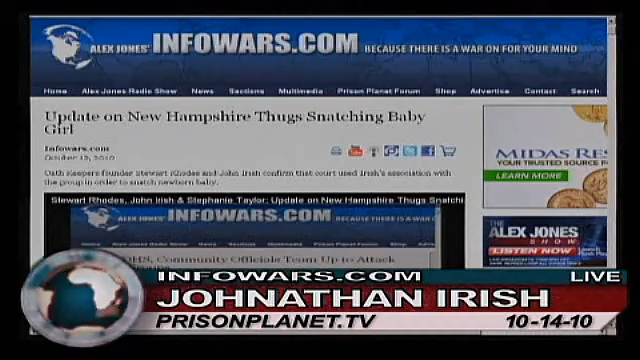 ALEX JONES' INFOWARS.COM BECAUSE THERE IS A WAR ON FOR YOUR MIND
Home Alex Jones Radio Show News Sections Multimedia Prison Planet Forum Shop Advertise Contact Search
Update on New Hampshire Thugs Snatching Baby
Girl
Infowars.com
October 13, 2010
Oath Keepers founder Stewart Rhodes and John Irish confirm that court used Irish's association with
the group in order to snatch newborn baby.
MIDAS RES
YOUR TRUSTED SOURCE F
LEARN MORE
Stewart Rhodes, John Irish & Stephanie Taylor: Update on New Hampshire Thugs Snatchi
ALEX JONES' INFOWARS.COM BECAUSE THERE IS A WAR O
DHS, Community Officials Team Up to Attack
THE
ALEX JONES
SHOW
LISTEN NOW
INFOWARS.COM LIVE
JOHNATHAN IRISH
PRISONPLANET.TV 10-14-10